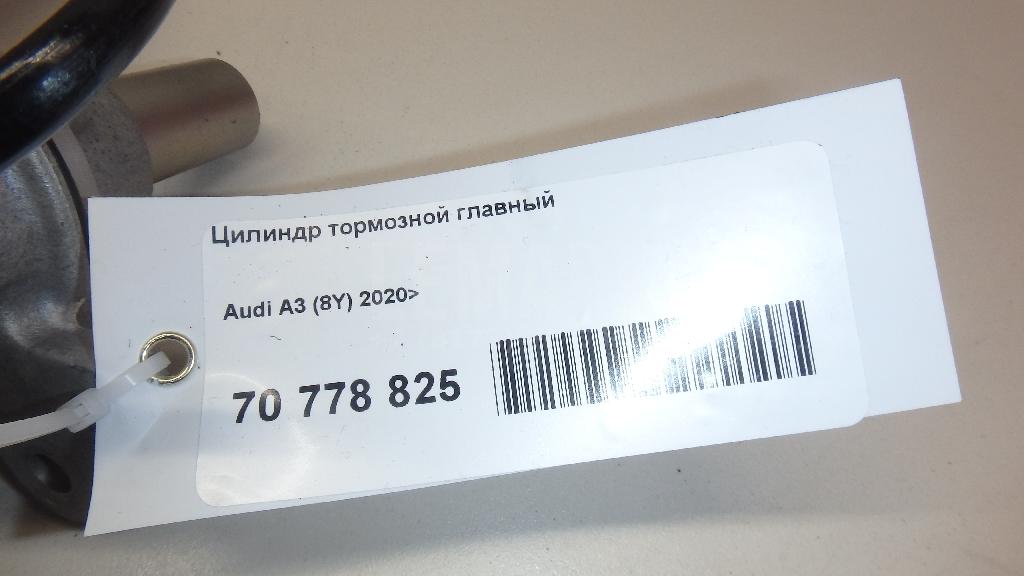 Цилиндр тормозной главный
Audi A3 (8Y) 2020>
70 778 825